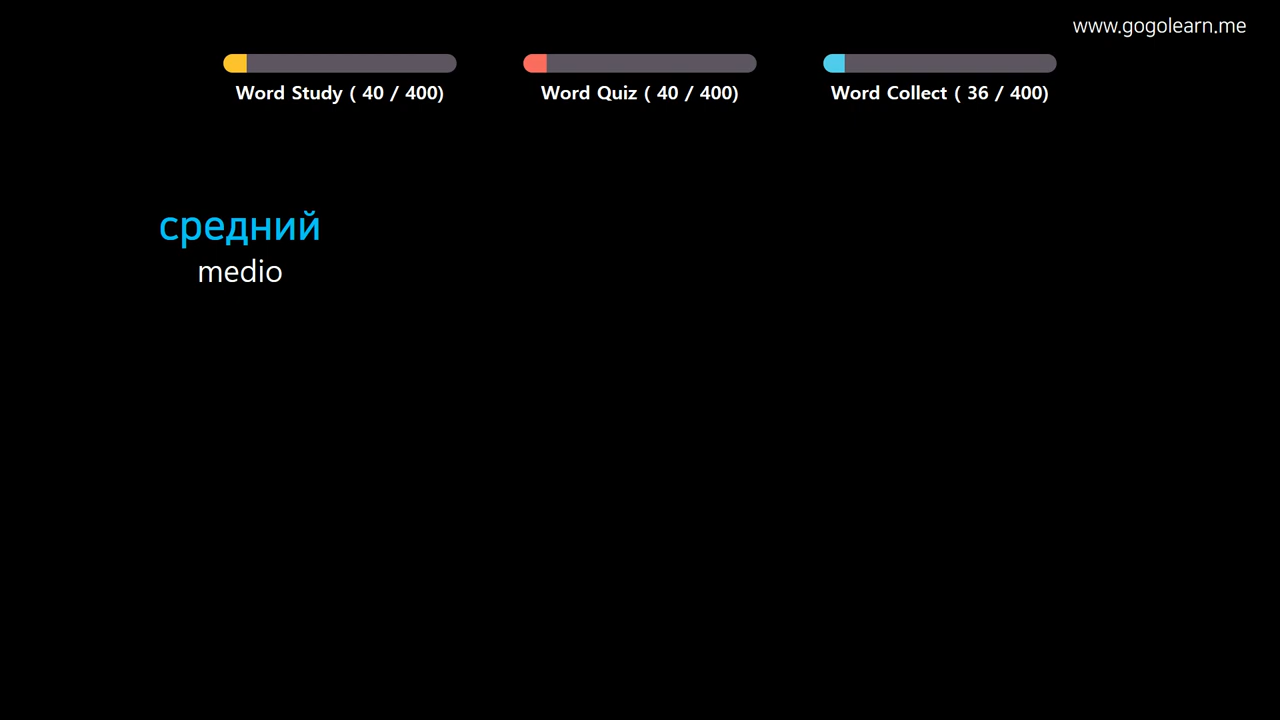 www.gogolearn.me
Word Study ( 40 / 400)
Word Quiz ( 40 / 400)
Word Collect ( 36 / 400)
средний
medio